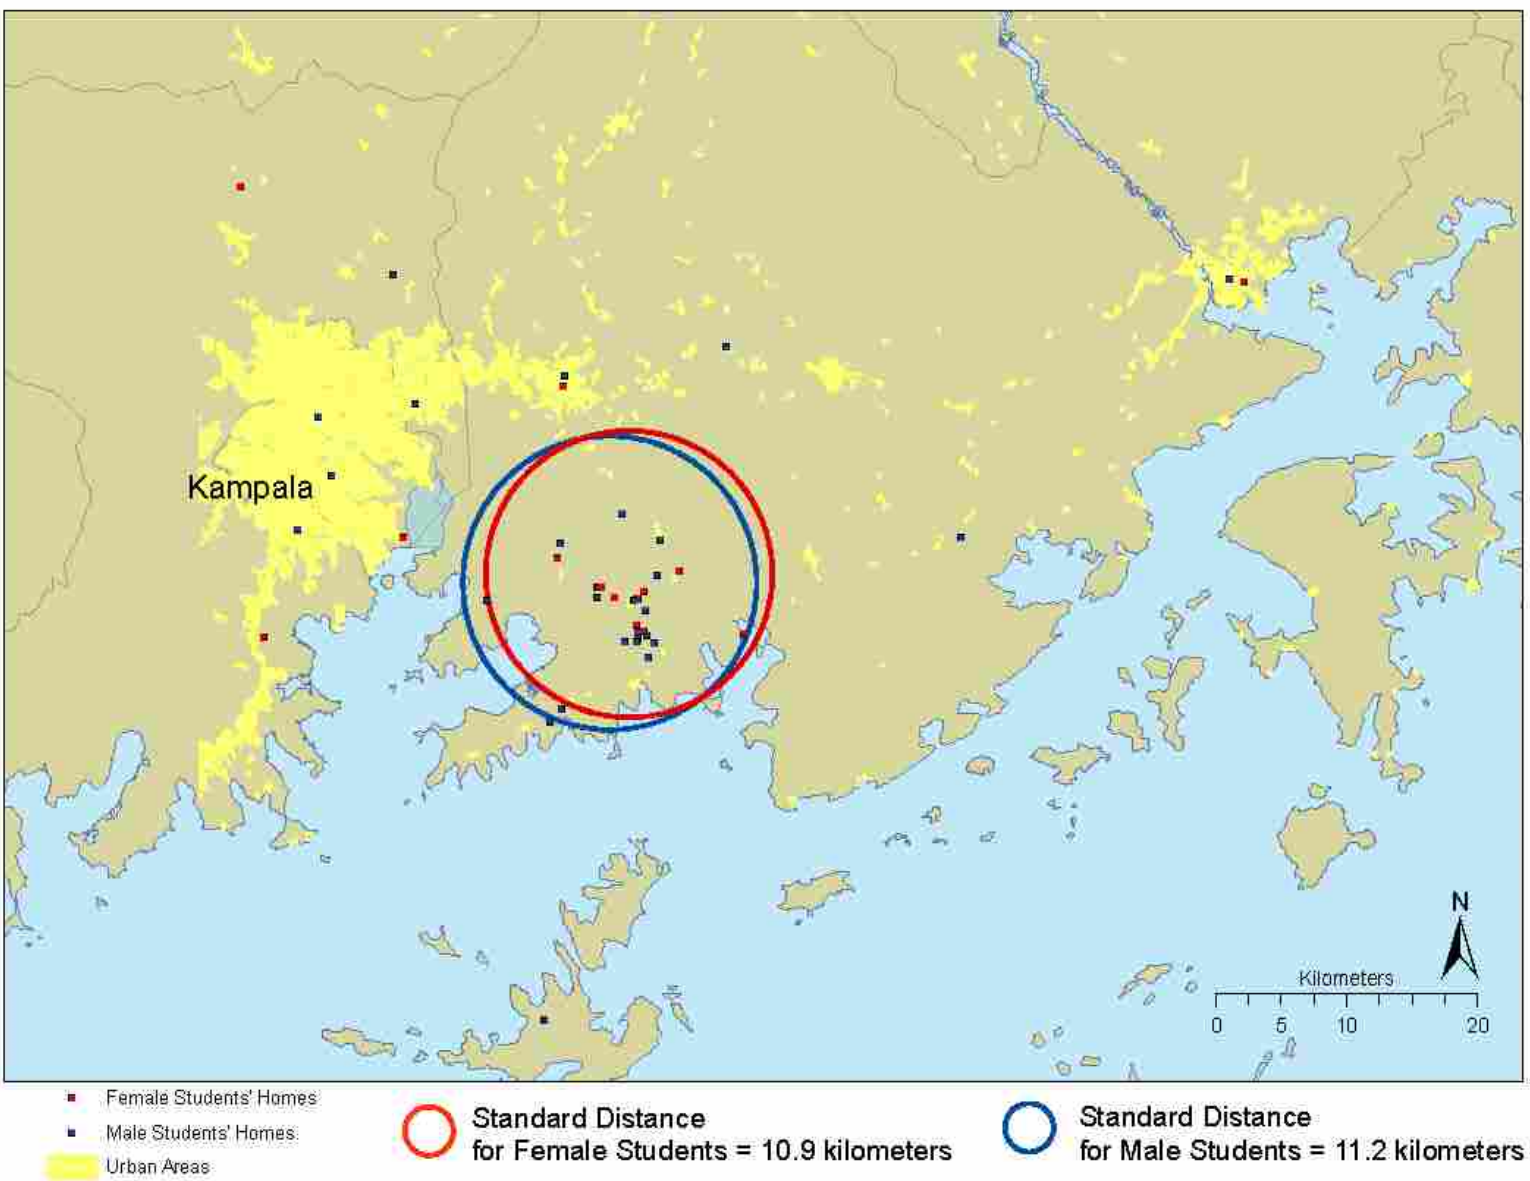 Kampala
N
Kilometers
0 5 10 20
Female Students' Homes
Male Students' Homes
Urban Areas
Standard Distance
for Female Students = 10.9 kilometers
Standard Distance
for Male Students = 11.2 kilometers